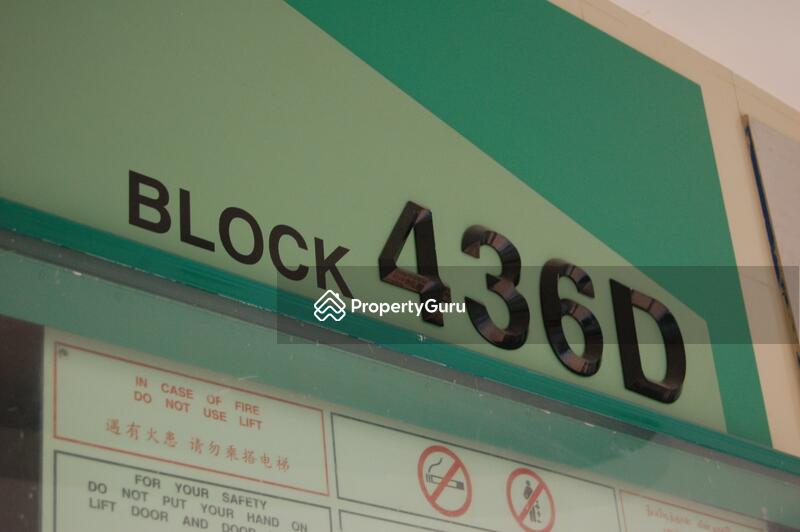 BLOCK 436D
PropertyGuru
IN CASE OF FIRE
DO NOT USE LIFT
遇有火患 请勿乘搭电梯
FOR YOUR SAFETY
DO NOT PUT YOUR HAND ON
LIFT DOOR AND DOOR